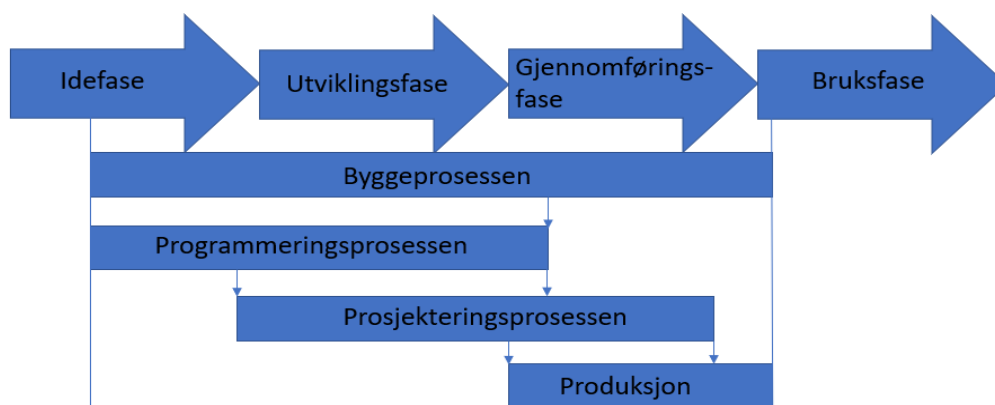 Idefase
Utviklingsfase
Gjennomførings-
fase
Bruksfase
Byggeprosessen
Programmeringsprosessen
Prosjekteringsprosessen
Produksjon